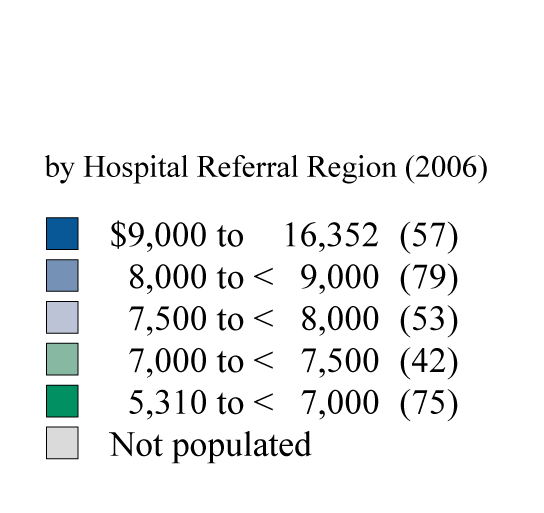 by Hospital Referral Region (2006)
$9,000 to 16,352 (57)
8,000 to < 9,000 (79)
7,500 to < 8,000 (53)
7,000 to < 7,500 (42)
5,310 to < 7,000 (75)
Not populated